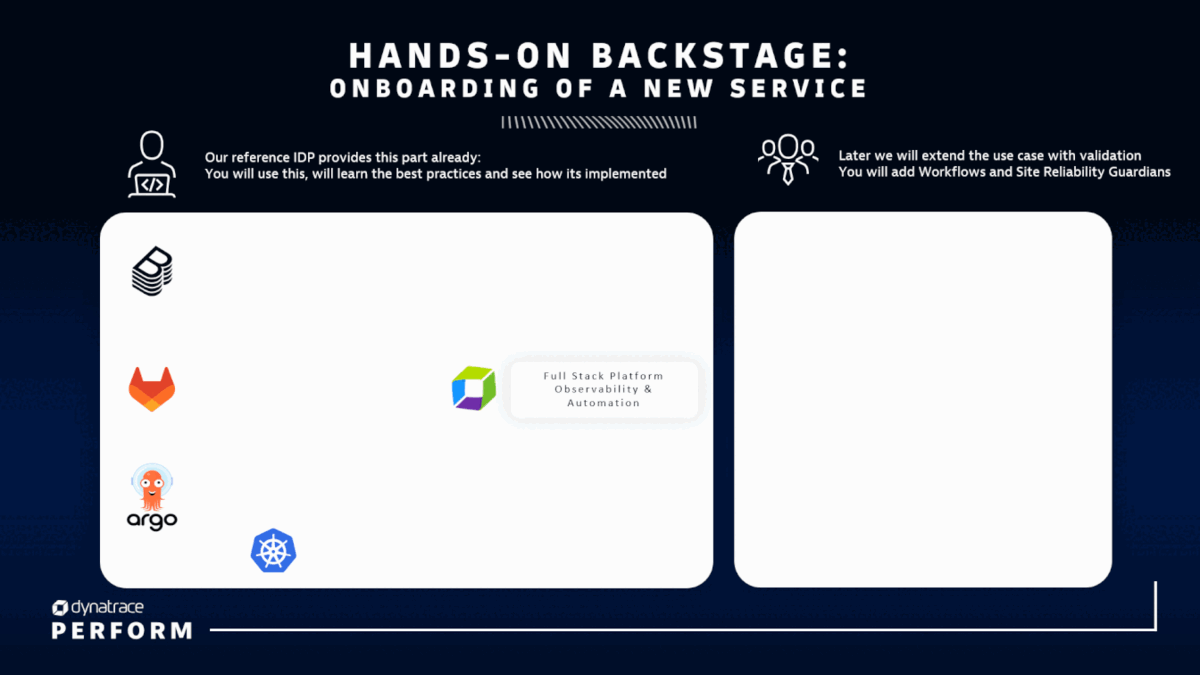 HANDS-ON BACKSTAGE:
ONBOARDING OF A NEW SERVICE
Our reference IDP provides this part already:
You will use this, will learn the best practices and see how its implemented
Later we will extend the use case with validation
You will add Workflows and Site Reliability Guardians
</>
Full Stack Platform
Observability &
Automation
argo
dynatrace
PERFORM